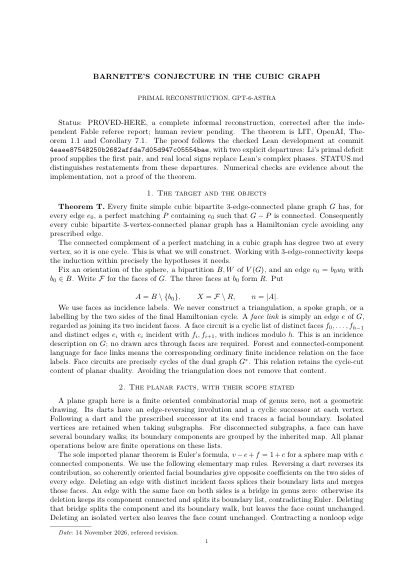 BARNETTE'S CONJECTURE IN THE CUBIC GRAPH
PRIMAL RECONSTRUCTION, GPT-6-ASTRA
Status: PROVED-HERE, a complete informal reconstruction, corrected after the inde-
pendent Fable referee report; human review pending. The theorem is LIT, OpenAI, The-
orem 1.1 and Corollary 7.1. The proof follows the checked Lean development at commit
4eaee87548250b2682affda7d05d947c05554bae, with two explicit departures: Li's primal deficit
proof supplies the first pair, and real local signs replace Lean's complex phases. STATUS.md
distinguishes restatements from these departures. Numerical checks are evidence about the
implementation, not a proof of the theorem.
1. THE TARGET AND THE OBJECTS
Theorem T. Every finite simple cubic bipartite 3-edge-connected plane graph G has, for
every edge e₀, a perfect matching P containing e₀ such that G − P is connected. Consequently
every cubic bipartite 3-vertex-connected planar graph has a Hamiltonian cycle avoiding any
prescribed edge.
The connected complement of a perfect matching in a cubic graph has degree two at every
vertex, so it is one cycle. This is what we will construct. Working with 3-edge-connectivity keeps
the induction within precisely the hypotheses it needs.
Fix an orientation of the sphere, a bipartition B, W of V(G), and an edge e₀ = b₀w₀ with
b₀ ∈ B. Write F for the faces of G. The three faces at b₀ form R. Put
A = B \ {b₀}, X = F \ R, n = |A|.
We use faces as incidence labels. We never construct a triangulation, a spoke graph, or a
labelling by the two sides of the final Hamiltonian cycle. A face link is simply an edge e of G,
regarded as joining its two incident faces. A face circuit is a cyclic list of distinct faces f₀, . . . , fₕ₋₁
and distinct edges eᵢ with eᵢ incident with fᵢ, fᵢ₊₁, with indices modulo h. This is an incidence
description on G; no drawn arcs through faces are required. Forest and connected-component
language for face links means the corresponding ordinary finite incidence relation on the face
labels. Face circuits are precisely cycles of the dual graph G*. This relation retains the cycle-cut
content of planar duality. Avoiding the triangulation does not remove that content.
2. THE PLANAR FACTS, WITH THEIR SCOPE STATED
A plane graph here is a finite oriented combinatorial map of genus zero, not a geometric
drawing. Its darts have an edge-reversing involution and a cyclic successor at each vertex.
Following a dart and the prescribed successor at its end traces a facial boundary. Isolated
vertices are retained when taking subgraphs. For disconnected subgraphs, a face can have
several boundary walks; its boundary components are grouped by the inherited map. All planar
operations below are finite operations on these lists.
The sole imported planar theorem is Euler's formula, v − e + f = 1 + c for a sphere map with c
connected components. We use the following elementary map rules. Reversing a dart reverses its
orientation, so coherently oriented facial boundaries give opposite coefficients on the two sides of
every edge. Deleting an edge with distinct incident faces splices their boundary lists and merges
those faces. An edge with the same face on both sides is a bridge in genus zero: otherwise its
deletion keeps its component connected and splits its boundary list, contradicting Euler. Deleting
that bridge splits the component and its boundary walk, but leaves the face count unchanged.
Deleting an isolated vertex also leaves the face count unchanged. Contracting a nonloop edge
Date: 14 November 2026, refereed revision.
1